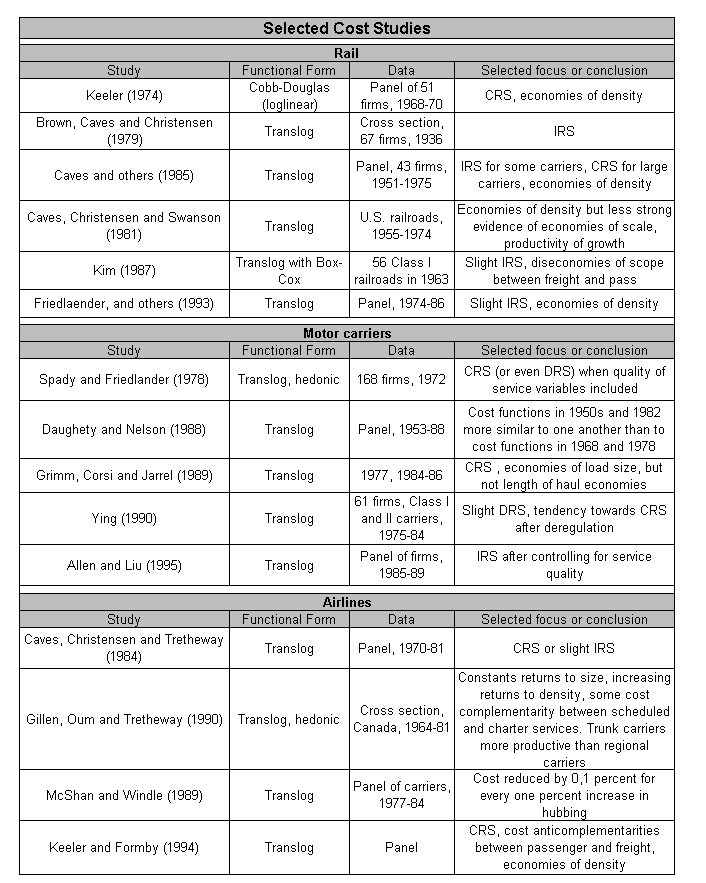 Selected Cost Studies
Rail
Study Functional Form Data Selected focus or conclusion
Keeler (1974) Cobb-Douglas (loglinear) Panel of 51 firms, 1968-70 CRS, economies of density
Brown, Caves and Christensen (1979) Translog Cross section, 67 firms, 1936 IRS
Caves and others (1985) Translog Panel, 43 firms, 1951-1975 IRS for some carriers, CRS for large carriers, economies of density
Caves, Christensen and Swanson (1981) Translog U.S. railroads, 1955-1974 Economies of density but less strong evidence of economies of scale, productivity of growth
Kim (1987) Translog with Box-Cox 56 Class I railroads in 1963 Slight IRS, diseconomies of scope between freight and pass
Friedlaender, and others (1993) Translog Panel, 1974-86 Slight IRS, economies of density
Motor carriers
Study Functional Form Data Selected focus or conclusion
Spady and Friedlander (1978) Translog, hedonic 168 firms, 1972 CRS (or even DRS) when quality of service variables included
Daughety and Nelson (1988) Translog Panel, 1953-88 Cost functions in 1950s and 1982 more similar to one another than to cost functions in 1968 and 1978
Grimm, Corsi and Jarrel (1989) Translog 1977, 1984-86 CRS , economies of load size, but not length of haul economies
Ying (1990) Translog 61 firms, Class I and II carriers, 1975-84 Slight DRS, tendency towards CRS after deregulation
Allen and Liu (1995) Translog Panel of firms, 1985-89 IRS after controlling for service quality
Airlines
Study Functional Form Data Selected focus or conclusion
Caves, Christensen and Tretheway (1984) Translog Panel, 1970-81 CRS or slight IRS
Gillen, Oum and Tretheway (1990) Translog, hedonic Cross section, Canada, 1964-81 Constants returns to size, increasing returns to density, some cost complementarity between scheduled and charter services. Trunk carriers more productive than regional carriers
McShan and Windle (1989) Translog Panel of carriers, 1977-84 Cost reduced by 0,1 percent for every one percent increase in hubbing
Keeler and Formby (1994) Translog Panel CRS, cost anticomplementarities between passenger and freight, economies of density